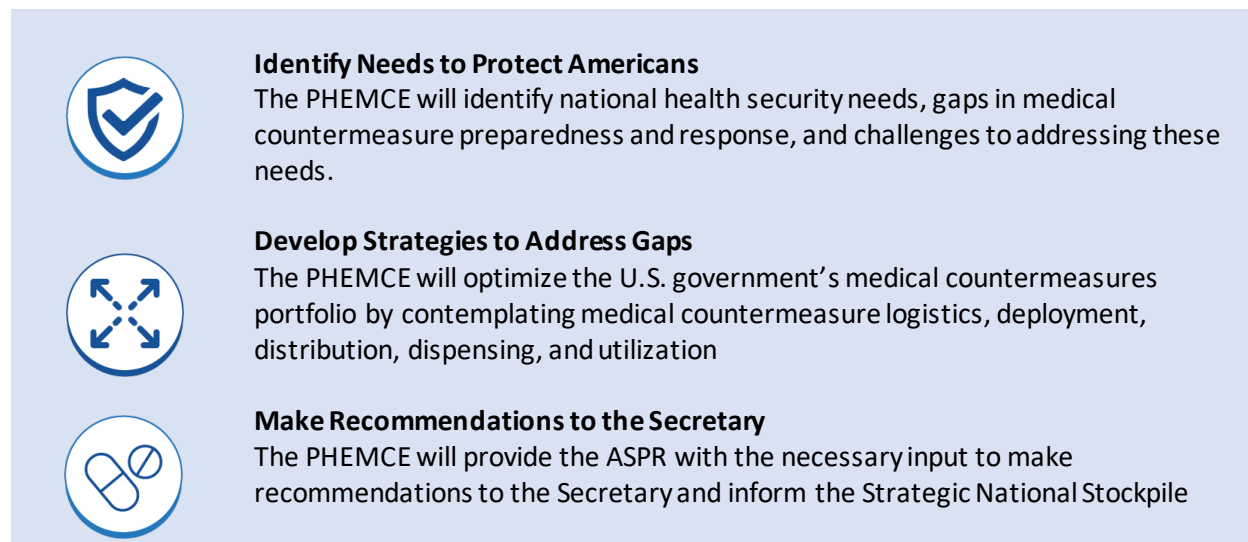 Identify Needs to Protect Americans
The PHEMCE will identify national health security needs, gaps in medical
countermeasure preparedness and response, and challenges to addressing these
needs.
Develop Strategies to Address Gaps
The PHEMCE will optimize the U.S. government’s medical countermeasures
portfolio by contemplating medical countermeasure logistics, deployment,
distribution, dispensing, and utilization
Make Recommendations to the Secretary
The PHEMCE will provide the ASPR with the necessary input to make
recommendations to the Secretary and inform the Strategic National Stockpile